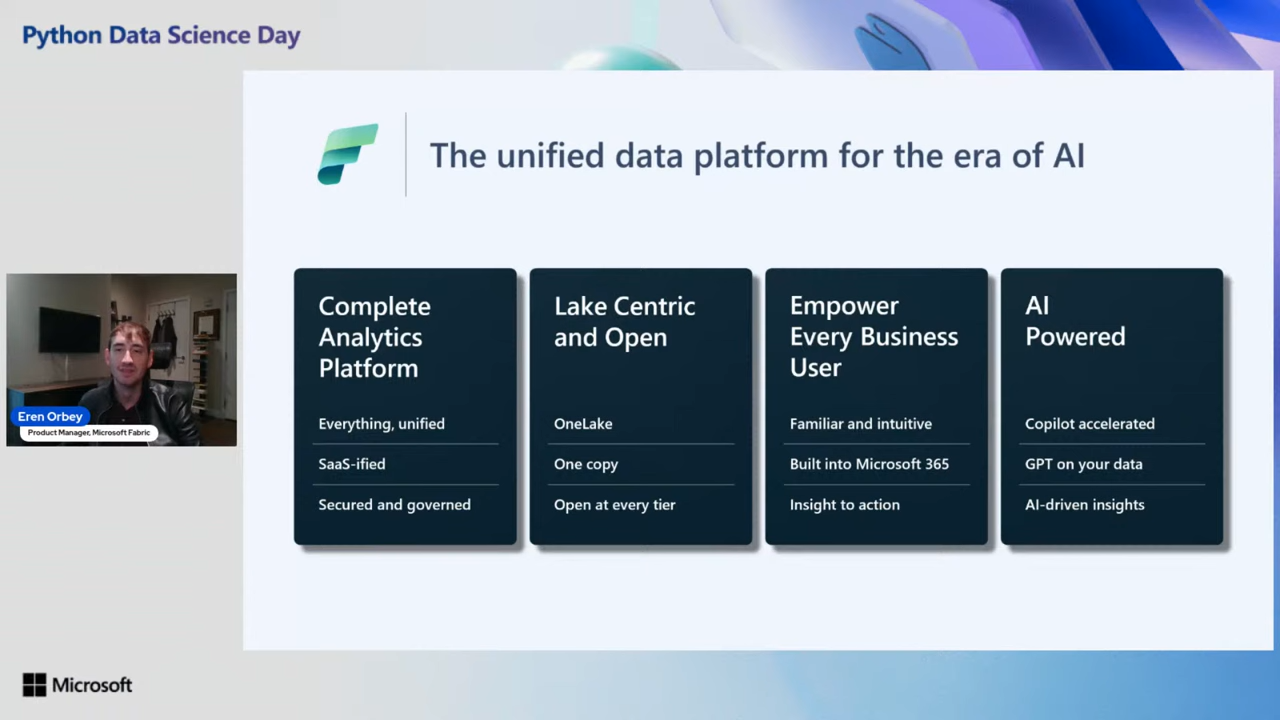 Python Data Science Day
The unified data platform for the era of AI
Complete
Analytics
Platform
Everything, unified
SaaS-ified
Secured and governed
Lake Centric
and Open
OneLake
One copy
Open at every tier
Empower
Every Business
User
Familiar and intuitive
Built into Microsoft 365
Insight to action
AI
Powered
Copilot accelerated
GPT on your data
AI-driven insights
Eren Orbey
Product Manager, Microsoft Fabric
Microsoft